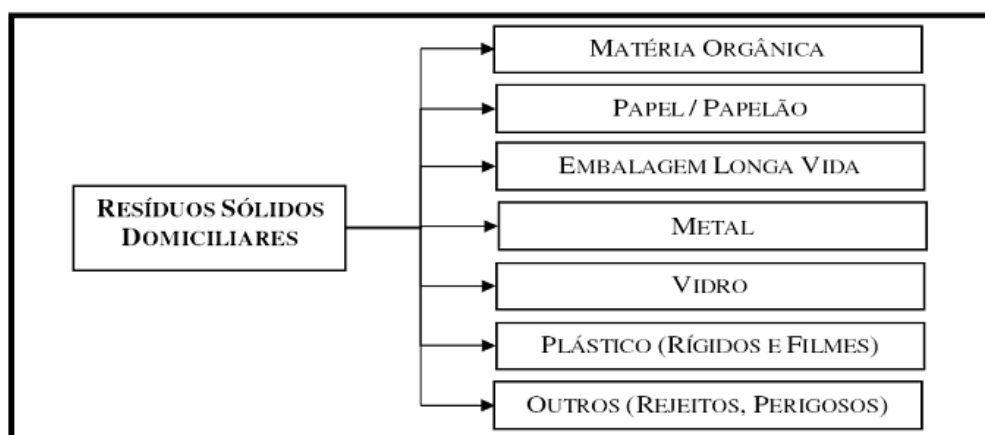 MATÉRIA ORGÂNICA
PAPEL / PAPELÃO
EMBALAGEM LONGA VIDA
RESÍDUOS SÓLIDOS
DOMICILIARES
METAL
VIDRO
PLÁSTICO (RÍGIDOS E FILMES)
OUTROS (REJEITOS, PERIGOSOS)